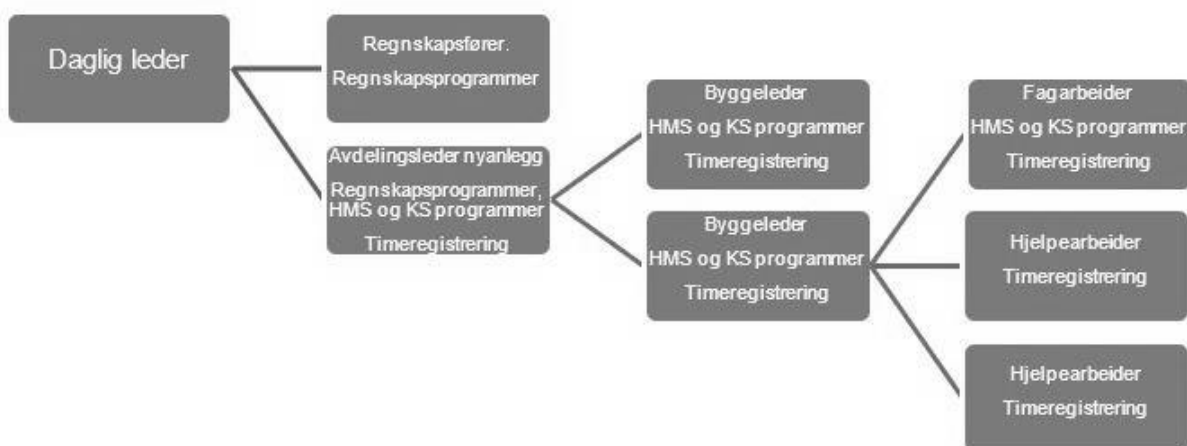 Daglig leder
Regnskapsfører.
Regnskapsprogrammer
Avdelingsleder nyanlegg
Regnskapsprogrammer,
HMS og KS programmer
Timeregistrering
Byggeleder
HMS og KS programmer
Timeregistrering
Byggeleder
HMS og KS programmer
Timeregistrering
Fagarbeider
HMS og KS programmer
Timeregistrering
Hjelpearbeider
Timeregistrering
Hjelpearbeider
Timeregistrering